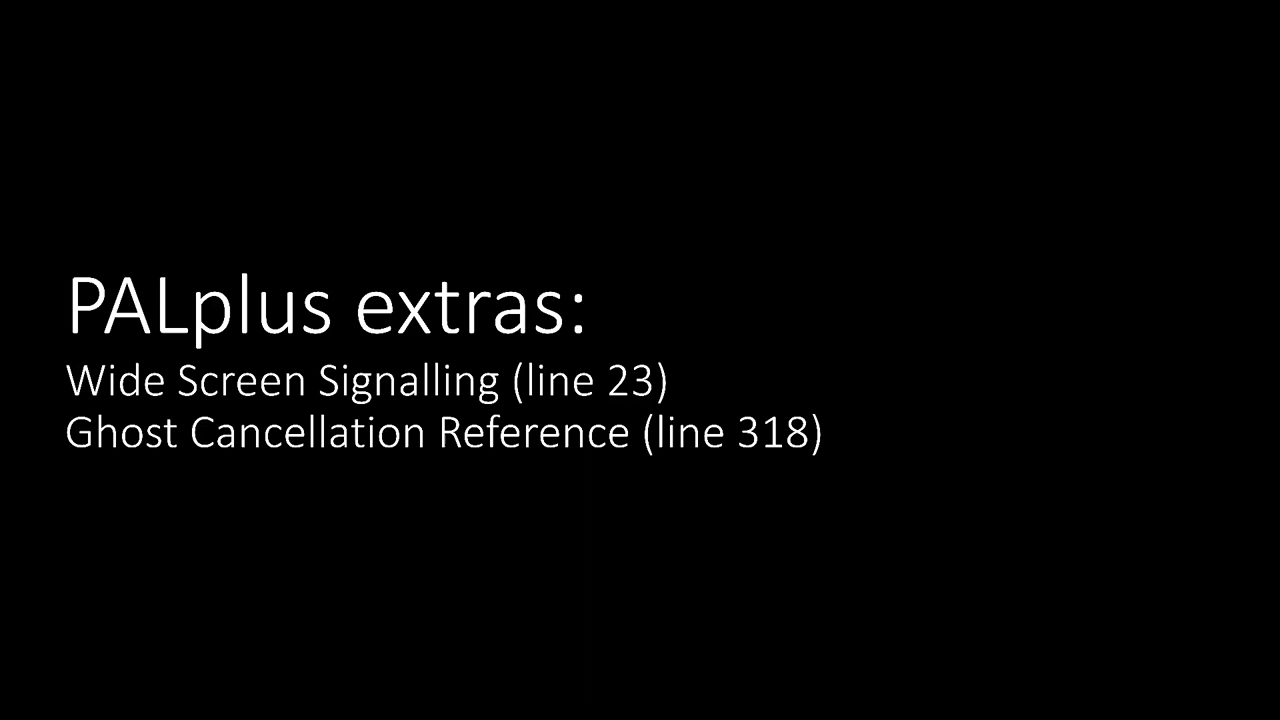 PALplus extras:
Wide Screen Signalling (line 23)
Ghost Cancellation Reference (line 318)